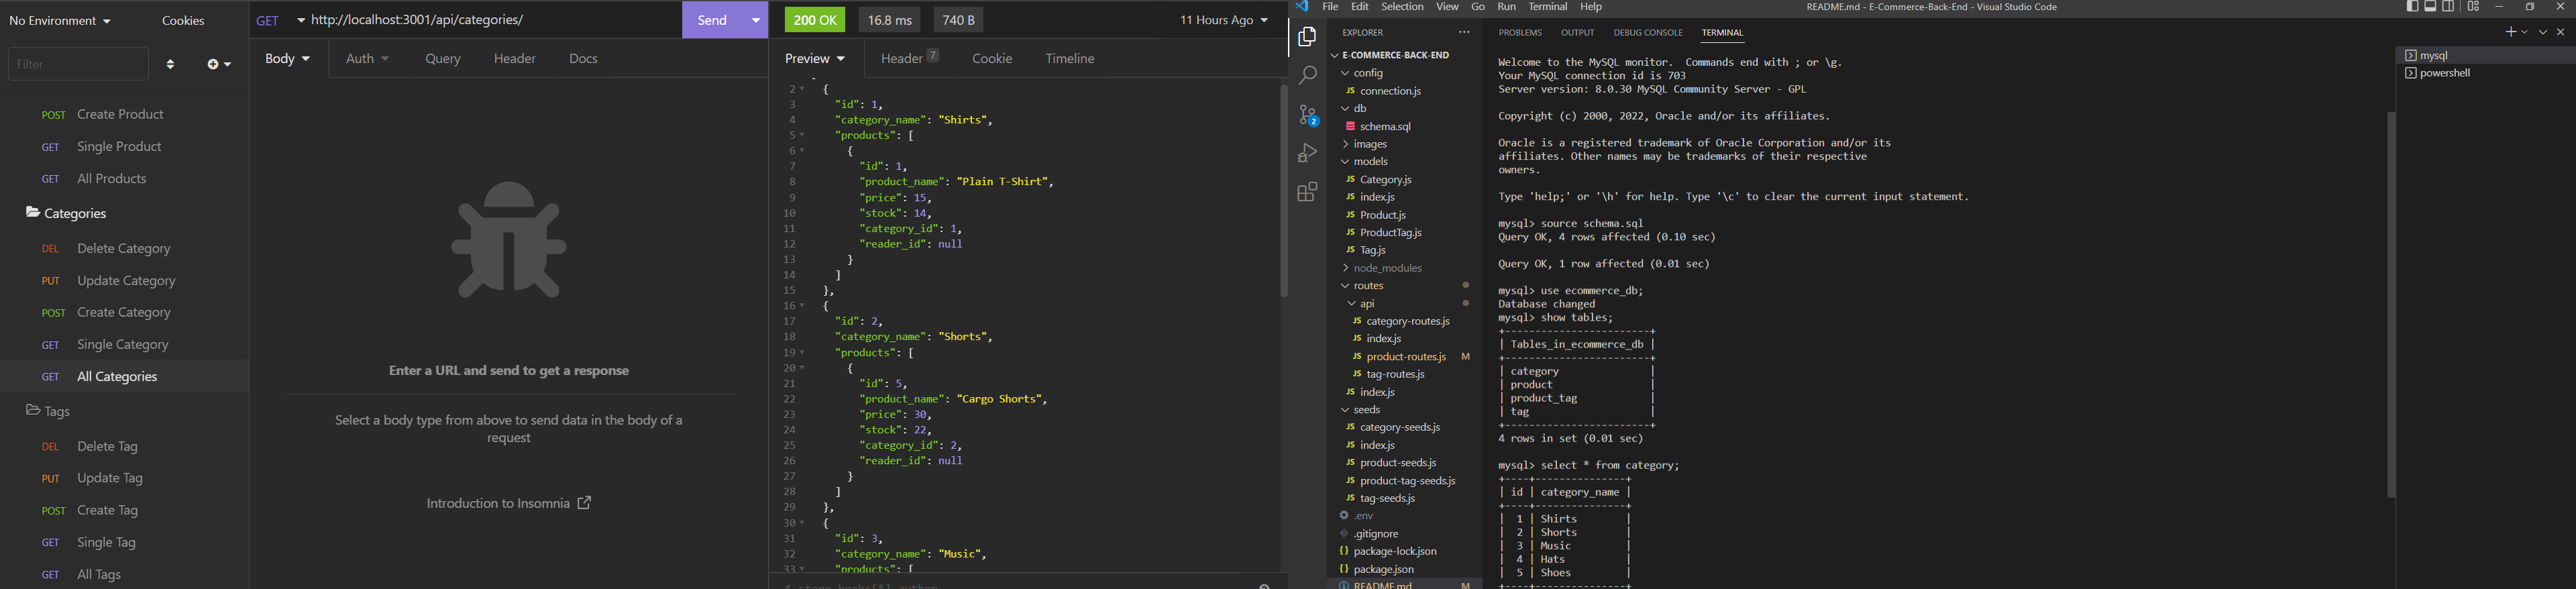 No Environment
Cookies
Filter
POST Create Product
GET Single Product
GET All Products
Categories
DEL Delete Category
PUT Update Category
POST Create Category
GET Single Category
GET All Categories
Tags
DEL Delete Tag
PUT Update Tag
POST Create Tag
GET Single Tag
GET All Tags
GET http://localhost:3001/api/categories/ Send
Body Auth Query Header Docs
Enter a URL and send to get a response
Select a body type from above to send data in the body of a
request
Introduction to Insomnia
200 OK 16.8 ms 740 B 11 Hours Ago
Preview Header 7 Cookie Timeline
2 {
3 "id": 1,
4 "category_name": "Shirts",
5 "products": [
6 {
7 "id": 1,
8 "product_name": "Plain T-Shirt",
9 "price": 15,
10 "stock": 14,
11 "category_id": 1,
12 "reader_id": null
13 }
14 ]
15 },
16 {
17 "id": 2,
18 "category_name": "Shorts",
19 "products": [
20 {
21 "id": 5,
22 "product_name": "Cargo Shorts",
23 "price": 30,
24 "stock": 22,
25 "category_id": 2,
26 "reader_id": null
27 }
28 ]
29 },
30 {
31 "id": 3,
32 "category_name": "Music",
33 "products": [
File Edit Selection View Go Run Terminal Help
README.md - E-Commerce-Back-End - Visual Studio Code
EXPLORER ...
E-COMMERCE-BACK-END
config
JS connection.js
db
schema.sql
images
models
JS Category.js
JS index.js
JS Product.js
JS ProductTag.js
JS Tag.js
node_modules
routes
api
JS category-routes.js
JS index.js
JS product-routes.js M
JS tag-routes.js
JS index.js
seeds
JS category-seeds.js
JS index.js
JS product-seeds.js
JS product-tag-seeds.js
JS tag-seeds.js
.env
.gitignore
{} package-lock.json
{} package.json
README.md M
2
PROBLEMS OUTPUT DEBUG CONSOLE TERMINAL
Welcome to the MySQL monitor. Commands end with ; or \g.
Your MySQL connection id is 703
Server version: 8.0.30 MySQL Community Server - GPL
Copyright (c) 2000, 2022, Oracle and/or its affiliates.
Oracle is a registered trademark of Oracle Corporation and/or its
affiliates. Other names may be trademarks of their respective
owners.
Type 'help;' or '\h' for help. Type '\c' to clear the current input statement.
mysql> source schema.sql
Query OK, 4 rows affected (0.10 sec)
Query OK, 1 row affected (0.01 sec)
mysql> use ecommerce_db;
Database changed
mysql> show tables;
+------------------------+
| Tables_in_ecommerce_db |
+------------------------+
| category |
| product |
| product_tag |
| tag |
+------------------------+
4 rows in set (0.01 sec)
mysql> select * from category;
+----+---------------+
| id | category_name |
+----+---------------+
| 1 | Shirts |
| 2 | Shorts |
| 3 | Music |
| 4 | Hats |
| 5 | Shoes |
+----+---------------+
mysql
powershell